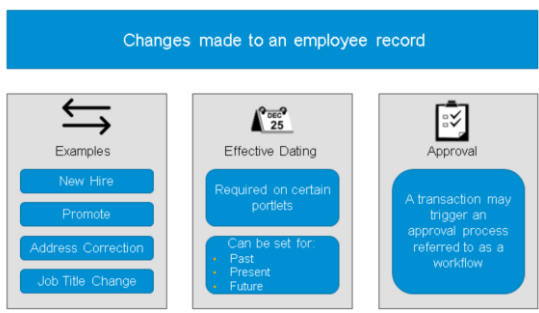 Changes made to an employee record
Examples
New Hire
Promote
Address Correction
Job Title Change
DEC
25
Effective Dating
Required on certain
portlets
Can be set for:
• Past
• Present
• Future
Approval
A transaction may
trigger an
approval process
referred to as a
workflow